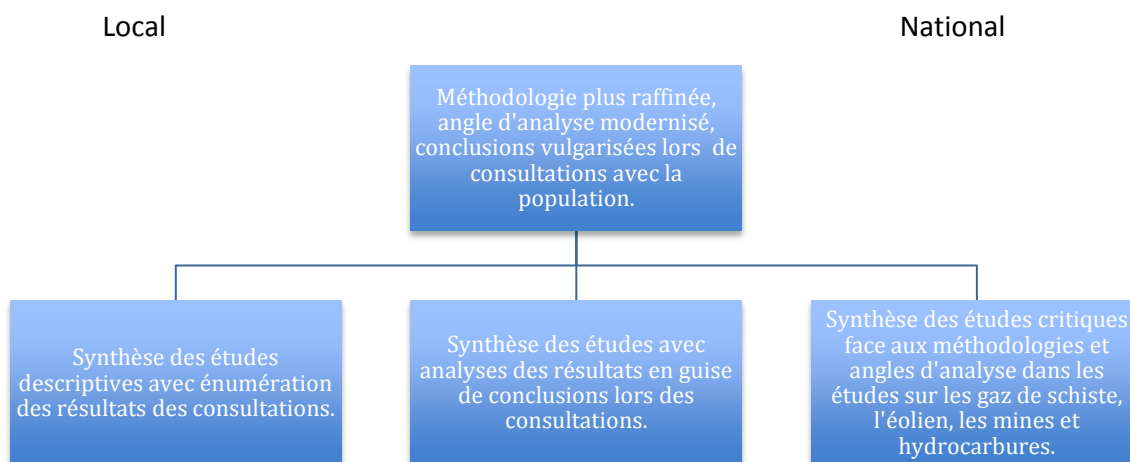 Local
National
Méthodologie plus raffinée,
angle d'analyse modernisé,
conclusions vulgarisées lors de
consultations avec la
population.
Synthèse des études
descriptives avec énumération
des résultats des consultations.
Synthèse des études avec
analyses des résultats en guise
de conclusions lors des
consultations.
Synthèse des études critiques
face aux méthodologies et
angles d'analyse dans les
études sur les gaz de schiste,
l'éolien, les mines et
hydrocarbures.